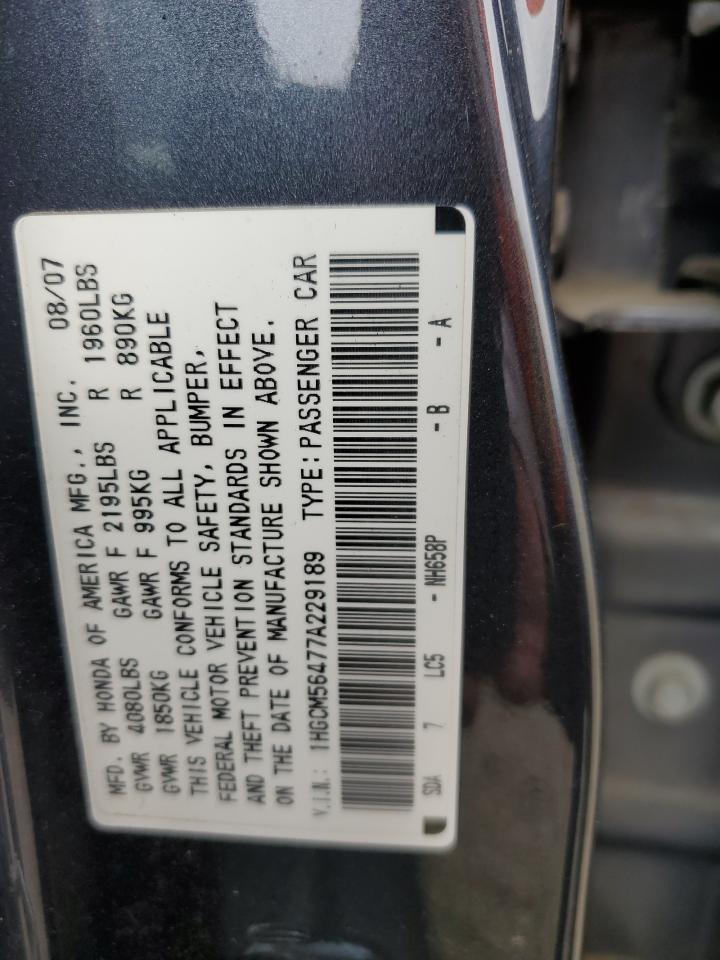 MFD. BY HONDA OF AMERICA MFG., INC. 08/07
GVWR 4080LBS GAWR F 2195LBS R 1960LBS
GVWR 1850KG GAWR F 995KG R 890KG
THIS VEHICLE CONFORMS TO ALL APPLICABLE
FEDERAL MOTOR VEHICLE SAFETY, BUMPER,
AND THEFT PREVENTION STANDARDS IN EFFECT
ON THE DATE OF MANUFACTURE SHOWN ABOVE.
V.I.N.: 1HGCM56477A229189 TYPE:PASSENGER CAR
SDA 7 LC5 - NH658P - B - A